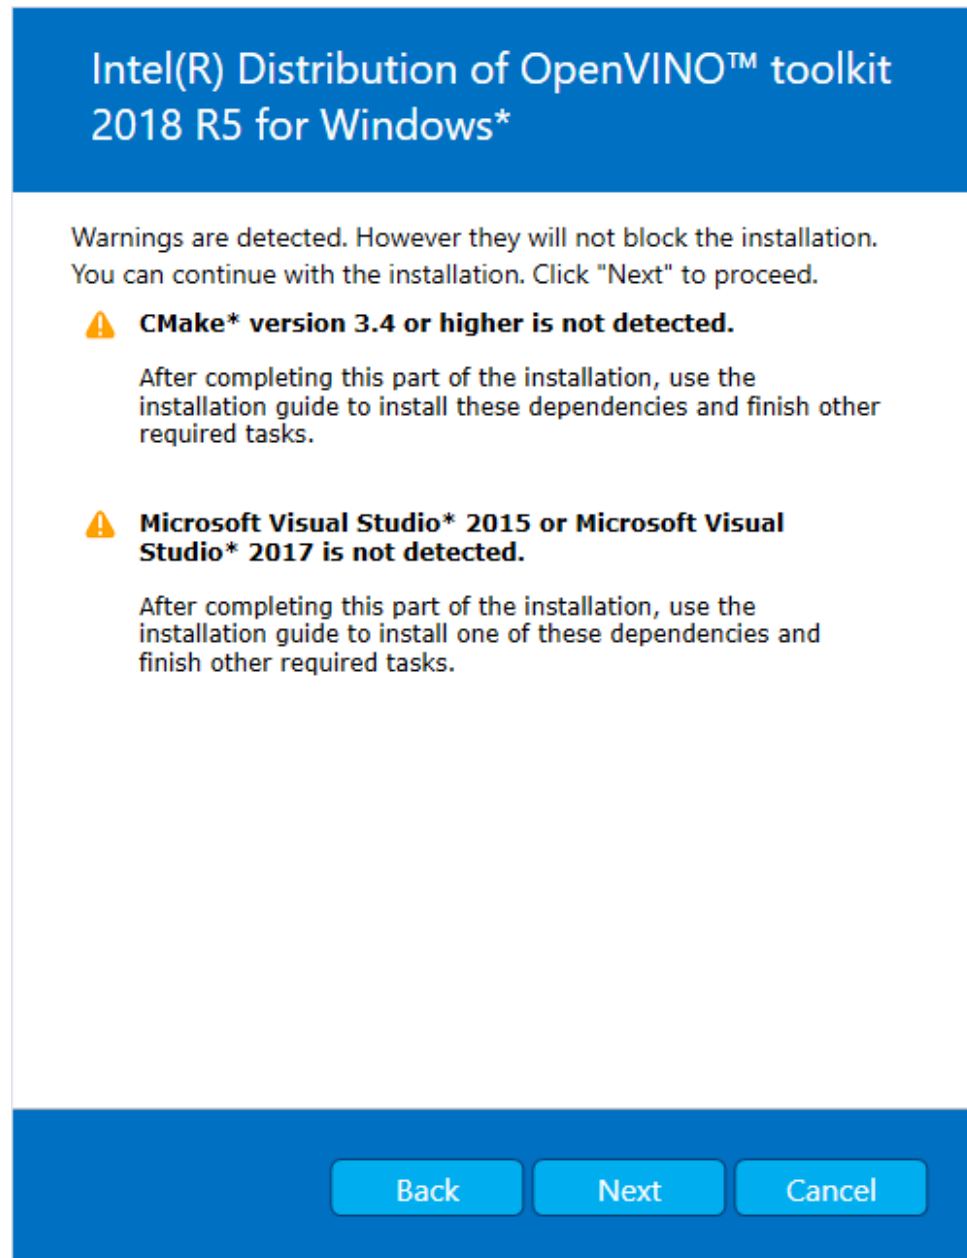 Intel(R) Distribution of OpenVINO™ toolkit
2018 R5 for Windows*
Warnings are detected. However they will not block the installation.
You can continue with the installation. Click "Next" to proceed.
CMake* version 3.4 or higher is not detected.
After completing this part of the installation, use the
installation guide to install these dependencies and finish other
required tasks.
Microsoft Visual Studio* 2015 or Microsoft Visual
Studio* 2017 is not detected.
After completing this part of the installation, use the
installation guide to install one of these dependencies and
finish other required tasks.
Back Next Cancel